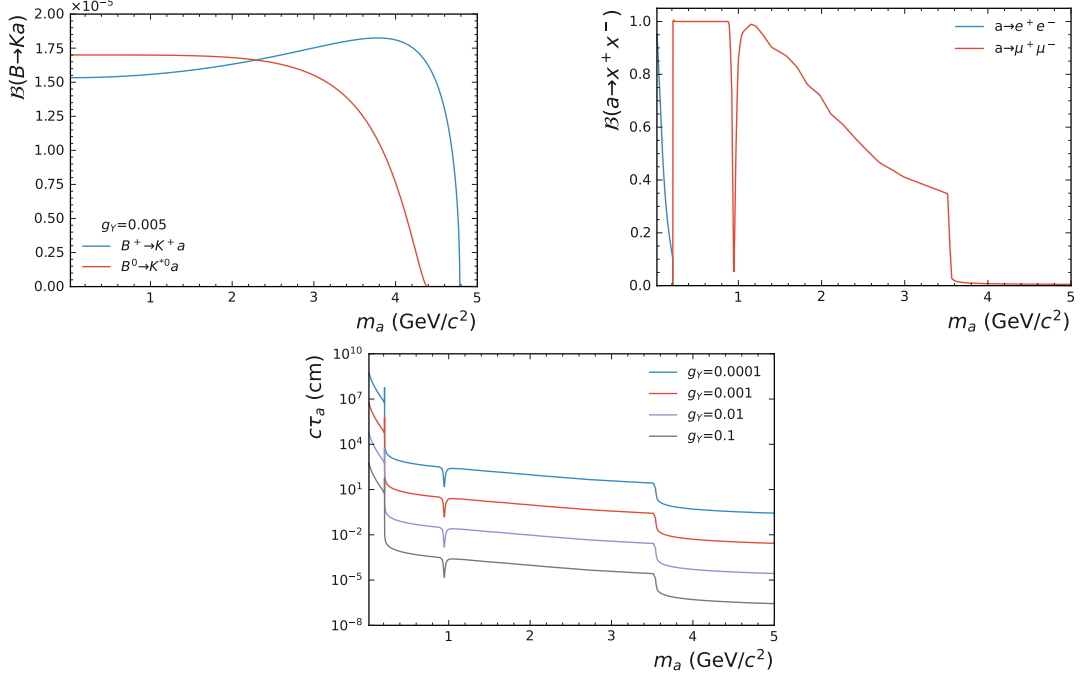 ×10⁻⁵
2.00
1.75
1.50
1.25
1.00
0.75
0.50
0.25
0.00
B(B→Ka)
g_Y=0.005
B⁺→K⁺a
B⁰→K*⁰a
1 2 3 4 5
m_a (GeV/c²)
1.0
0.8
0.6
0.4
0.2
0.0
B(a→x⁺x⁻)
a→e⁺e⁻
a→μ⁺μ⁻
1 2 3 4 5
m_a (GeV/c²)
10¹⁰
10⁷
10⁴
10¹
10⁻²
10⁻⁵
10⁻⁸
cτ_a (cm)
g_Y=0.0001
g_Y=0.001
g_Y=0.01
g_Y=0.1
1 2 3 4 5
m_a (GeV/c²)